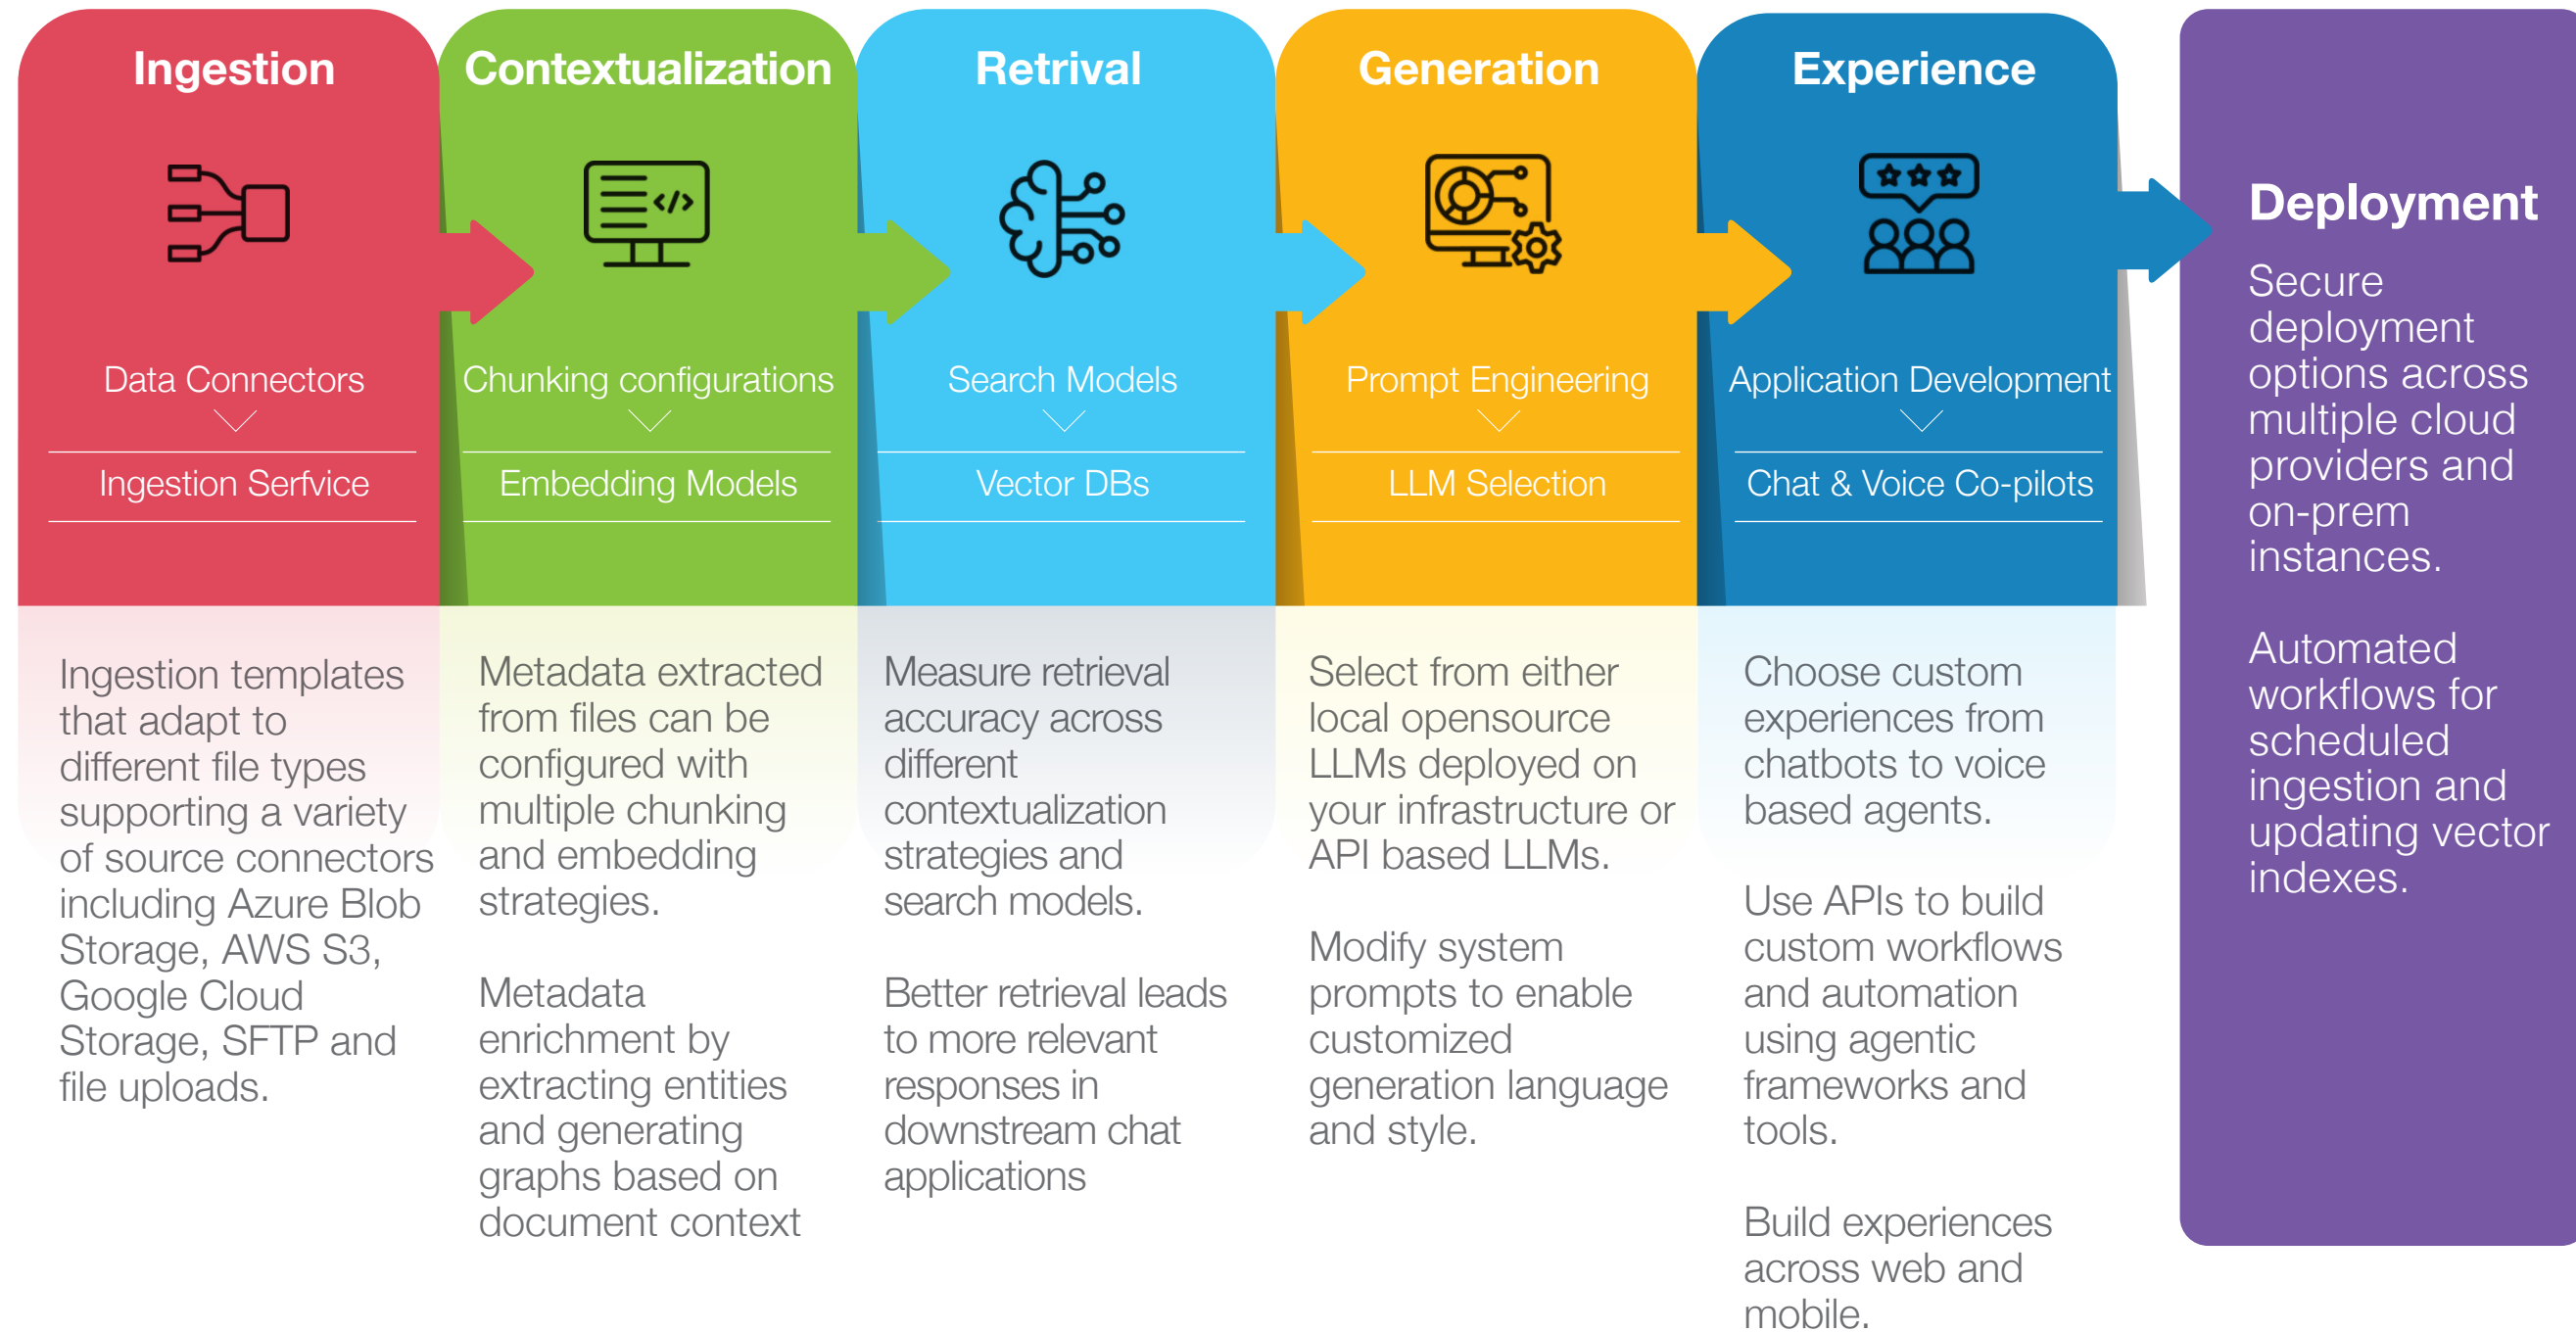 Ingestion
Data Connectors
Ingestion Serfvice
Ingestion templates
that adapt to
different file types
supporting a variety
of source connectors
including Azure Blob
Storage, AWS S3,
Google Cloud
Storage, SFTP and
file uploads.
Contextualization
</>
Chunking configurations
Embedding Models
Metadata extracted
from files can be
configured with
multiple chunking
and embedding
strategies.
Metadata
enrichment by
extracting entities
and generating
graphs based on
document context
Retrival
Search Models
Vector DBs
Measure retrieval
accuracy across
different
contextualization
strategies and
search models.
Better retrieval leads
to more relevant
responses in
downstream chat
applications
Generation
Prompt Engineering
LLM Selection
Select from either
local opensource
LLMs deployed on
your infrastructure or
API based LLMs.
Modify system
prompts to enable
customized
generation language
and style.
Experience
Application Development
Chat & Voice Co-pilots
Choose custom
experiences from
chatbots to voice
based agents.
Use APIs to build
custom workflows
and automation
using agentic
frameworks and
tools.
Build experiences
across web and
mobile.
Deployment
Secure
deployment
options across
multiple cloud
providers and
on-prem
instances.
Automated
workflows for
scheduled
ingestion and
updating vector
indexes.